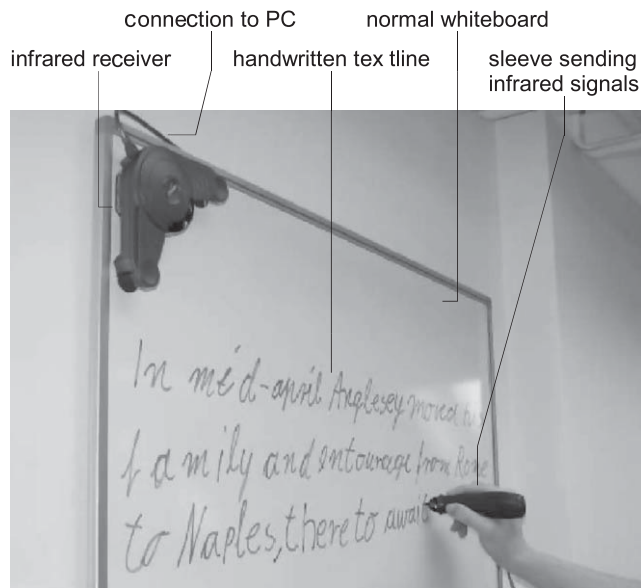 connection to PC
normal whiteboard
infrared receiver
handwritten tex tline
sleeve sending
infrared signals
In mid-april Anglesey moved his
family and entourage from Rome
to Naples, there to await